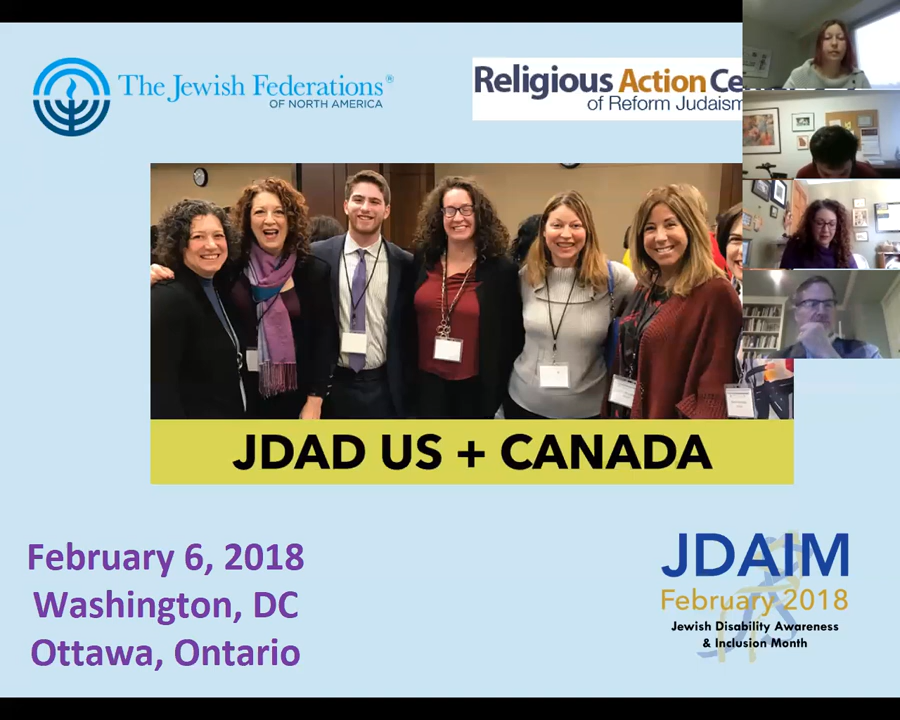 The Jewish Federations®
OF NORTH AMERICA
Religious Action Ce
of Reform Judaism
JDAD US + CANADA
February 6, 2018
Washington, DC
Ottawa, Ontario
JDAIM
February 2018
Jewish Disability Awareness
& Inclusion Month